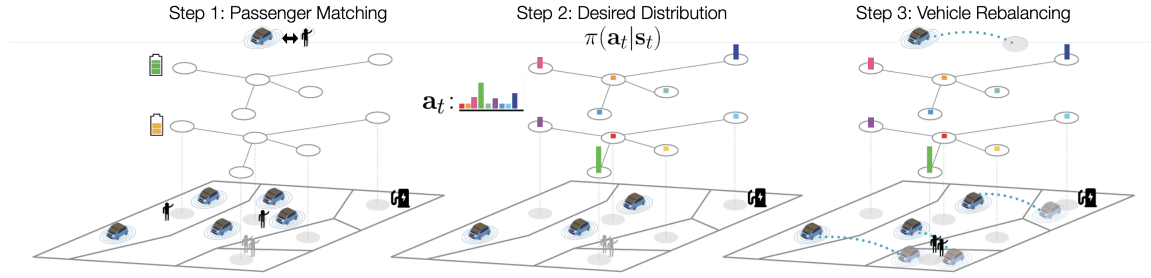 Step 1: Passenger Matching
Step 2: Desired Distribution
π(a_t|s_t)
a_t:
Step 3: Vehicle Rebalancing